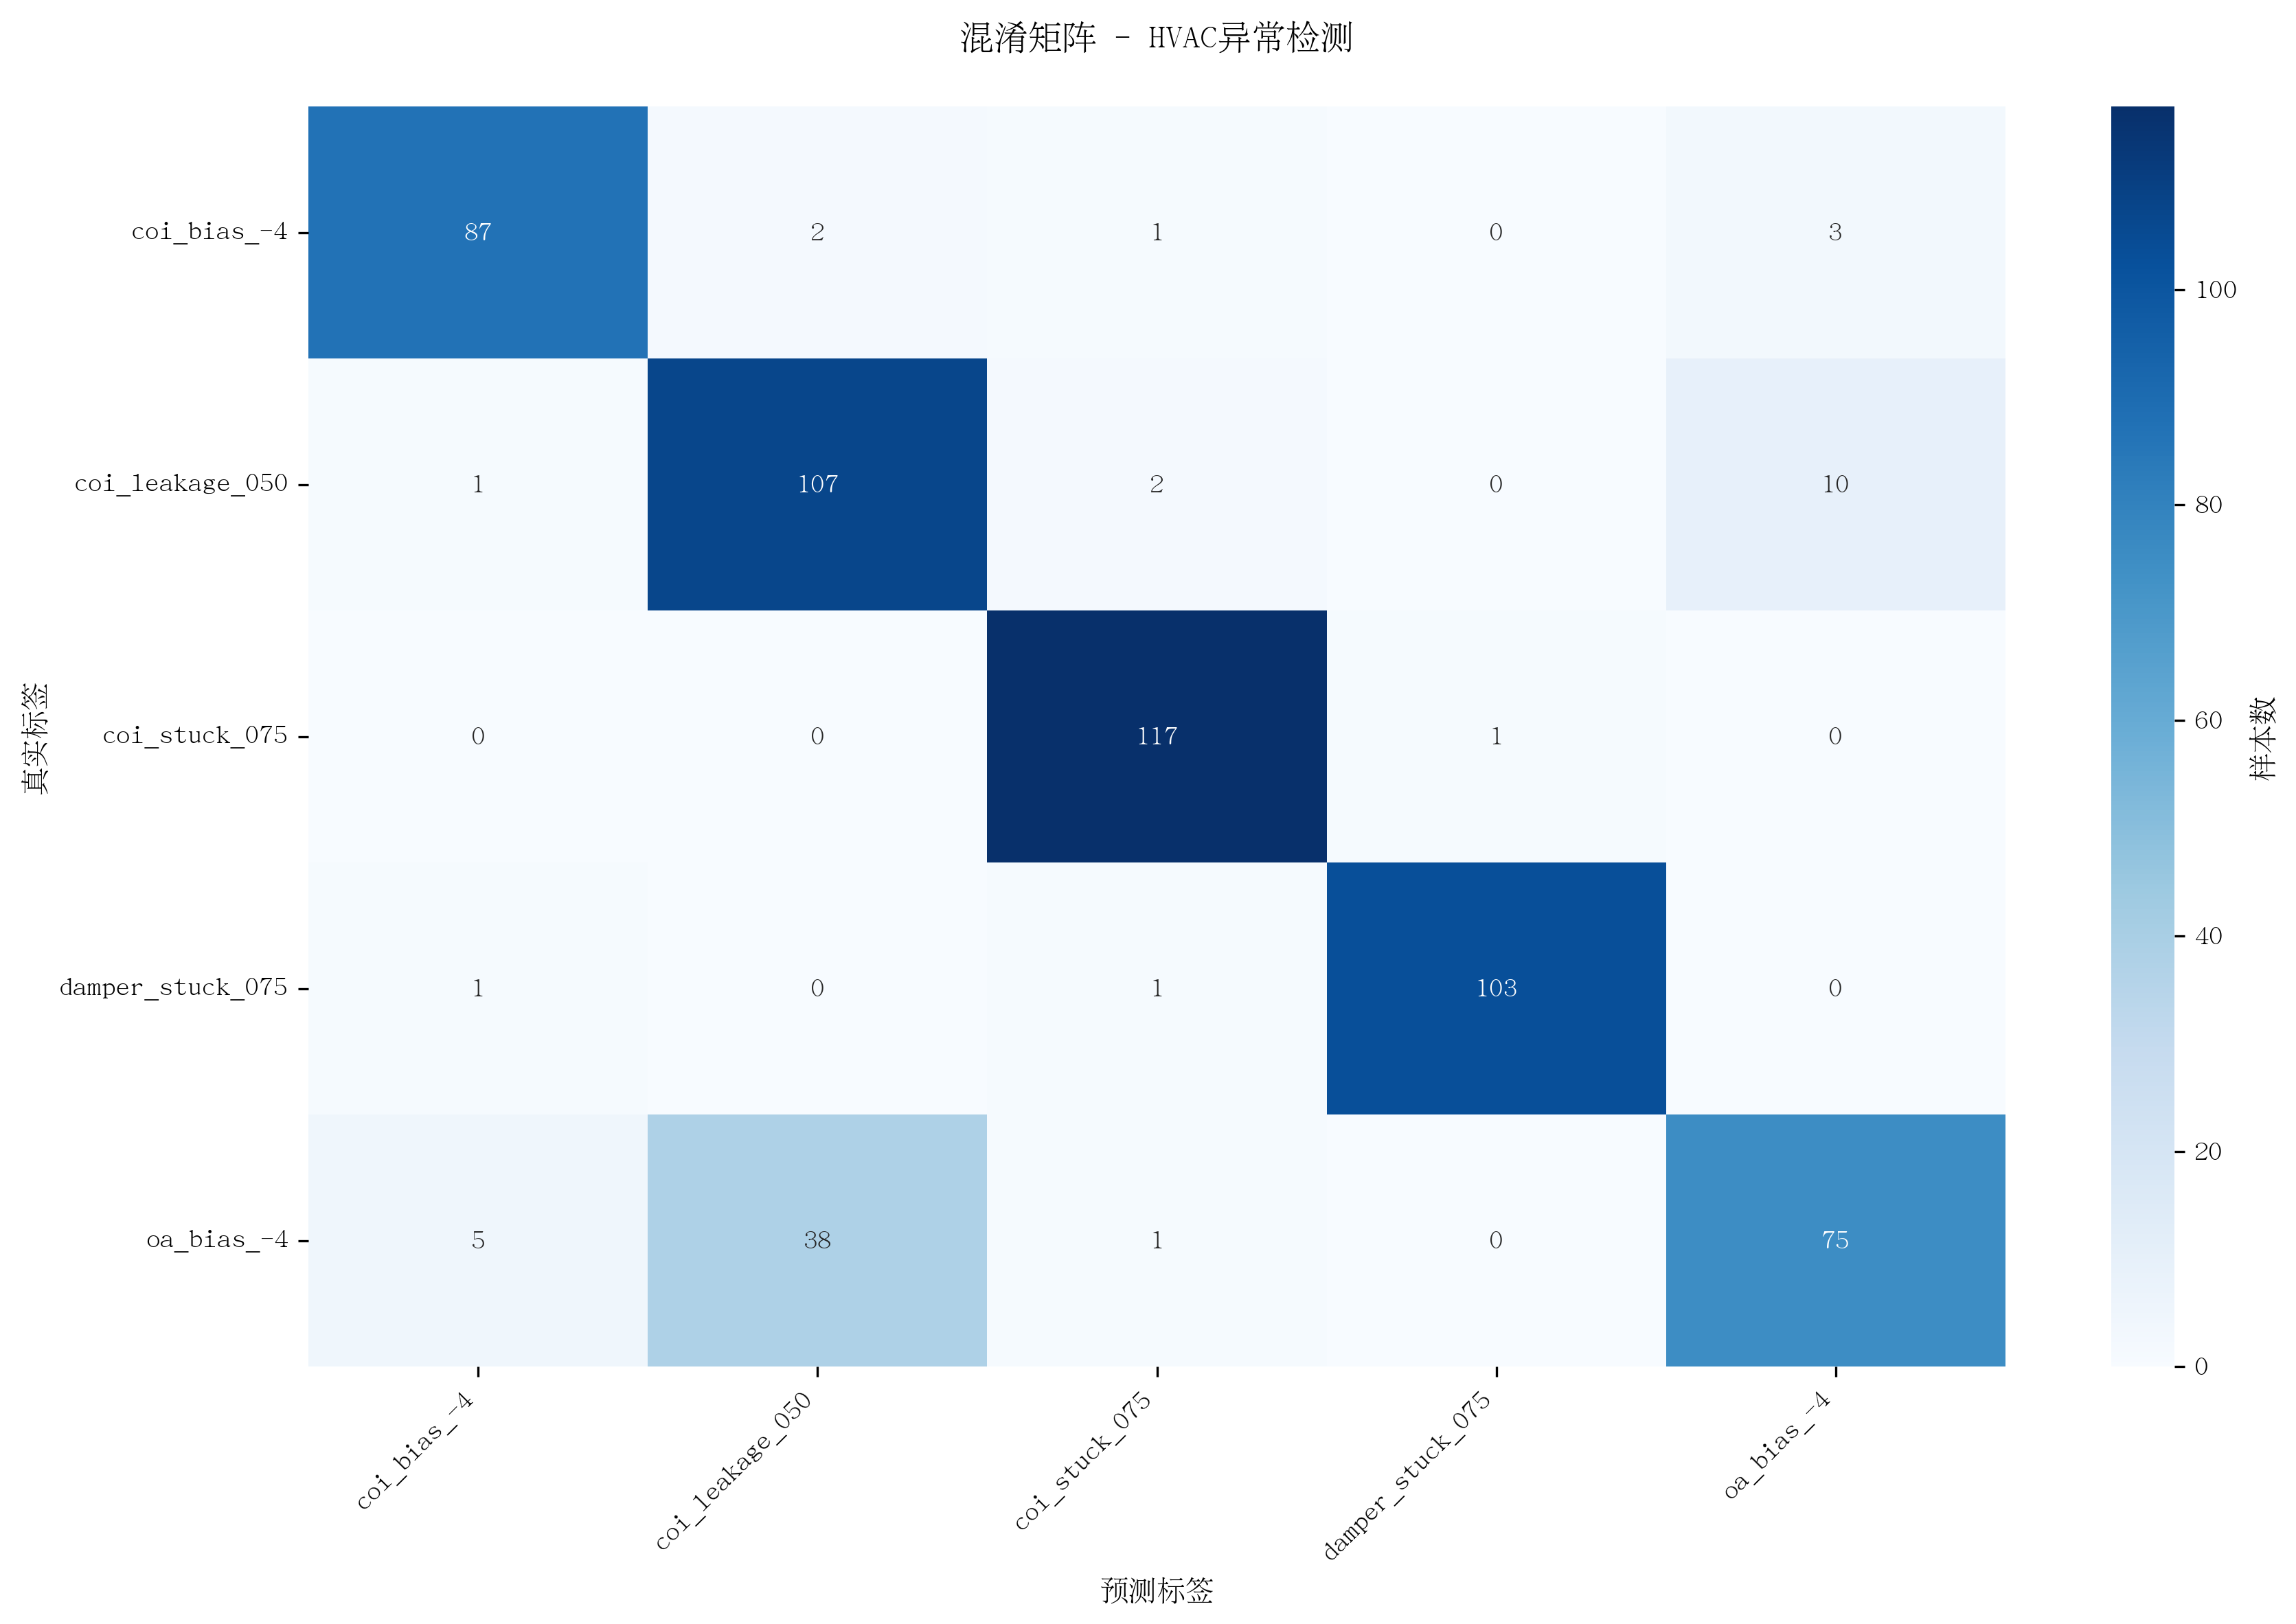 混淆矩阵 - HVAC异常检测
真实标签
coi_bias_-4
87 2 1 0 3
coi_leakage_050
1 107 2 0 10
coi_stuck_075
0 0 117 1 0
damper_stuck_075
1 0 1 103 0
oa_bias_-4
5 38 1 0 75
coi_bias_-4
coi_leakage_050
coi_stuck_075
damper_stuck_075
oa_bias_-4
预测标签
100
80
60
40
20
0
样本数